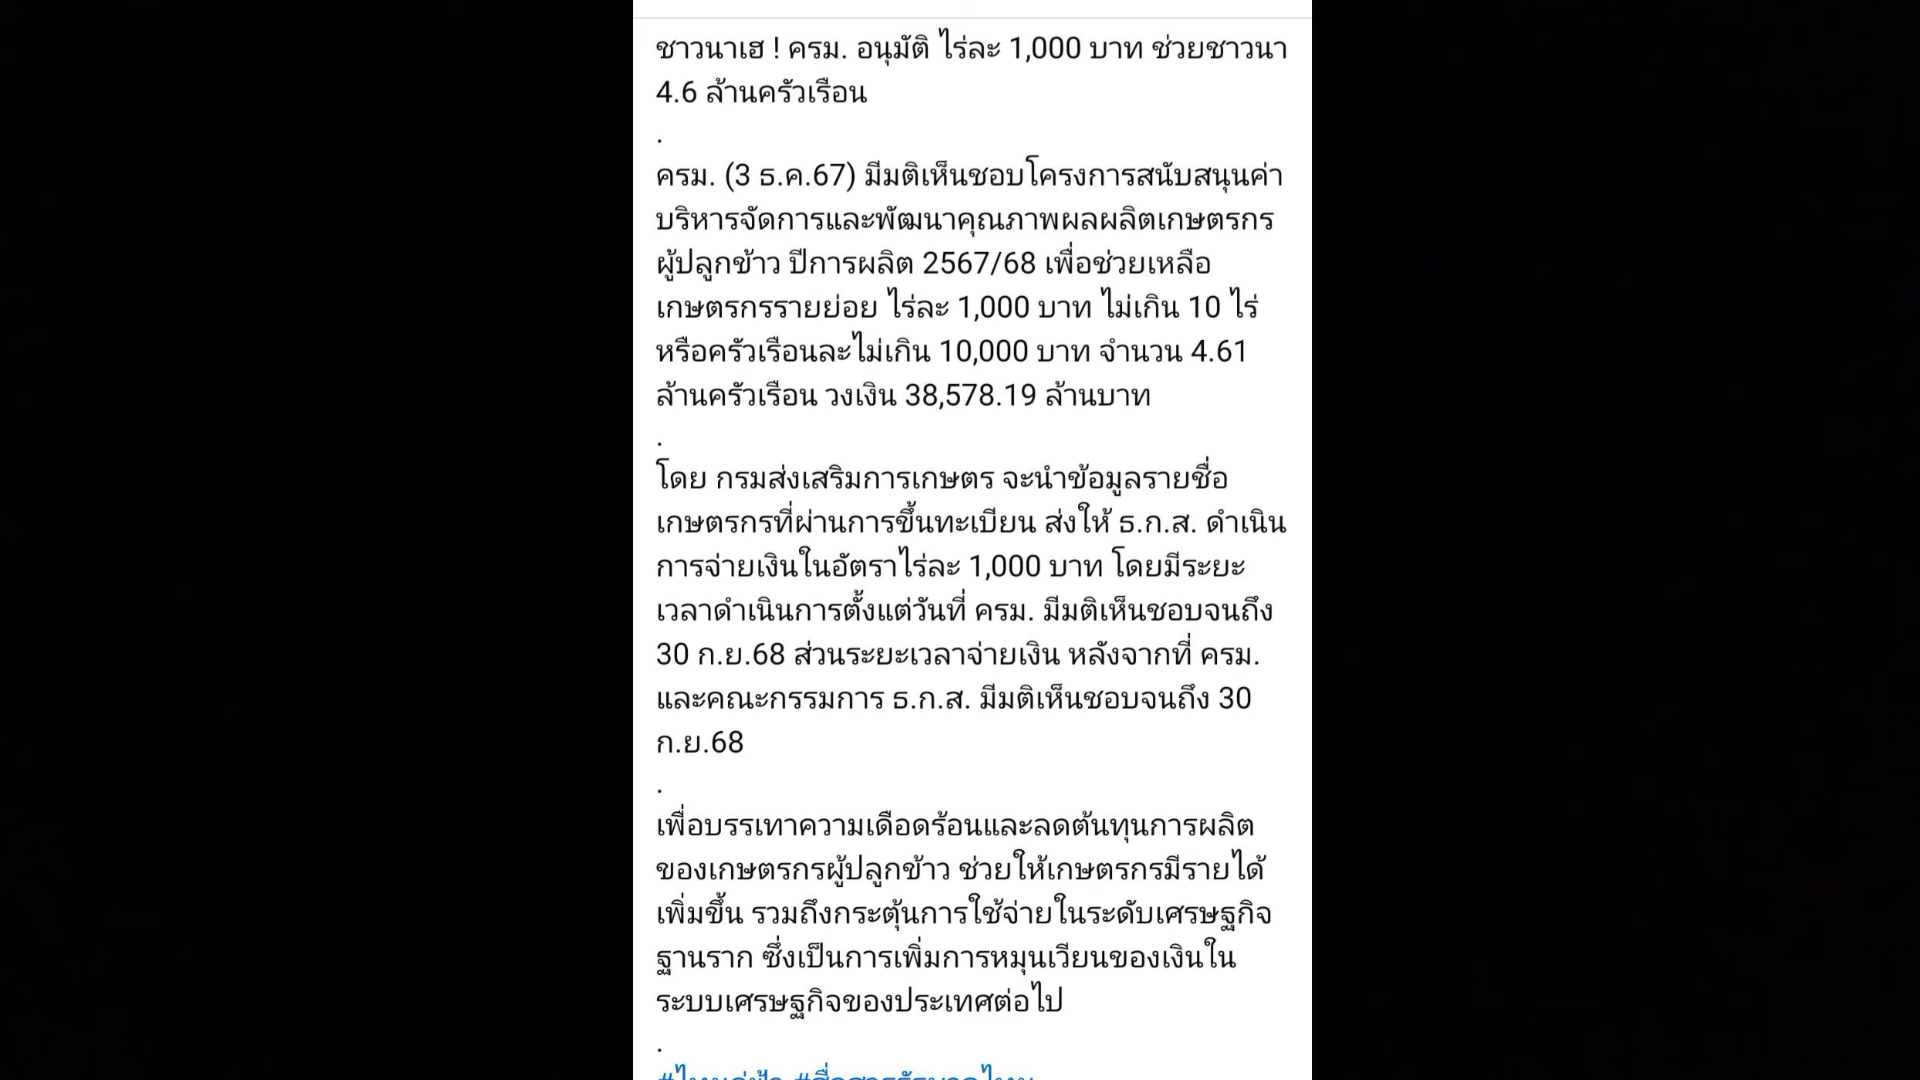 ชาวนาเฮ ! ครม. อนุมัติ ไร่ละ 1,000 บาท ช่วยชาวนา
4.6 ล้านครัวเรือน
.
ครม. (3 ธ.ค.67) มีมติเห็นชอบโครงการสนับสนุนค่า
บริหารจัดการและพัฒนาคุณภาพผลผลิตเกษตรกร
ผู้ปลูกข้าว ปีการผลิต 2567/68 เพื่อช่วยเหลือ
เกษตรกรรายย่อย ไร่ละ 1,000 บาท ไม่เกิน 10 ไร่
หรือครัวเรือนละไม่เกิน 10,000 บาท จำนวน 4.61
ล้านครัวเรือน วงเงิน 38,578.19 ล้านบาท
.
โดย กรมส่งเสริมการเกษตร จะนำข้อมูลรายชื่อ
เกษตรกรที่ผ่านการขึ้นทะเบียน ส่งให้ ธ.ก.ส. ดำเนิน
การจ่ายเงินในอัตราไร่ละ 1,000 บาท โดยมีระยะ
เวลาดำเนินการตั้งแต่วันที่ ครม. มีมติเห็นชอบจนถึง
30 ก.ย.68 ส่วนระยะเวลาจ่ายเงิน หลังจากที่ ครม.
และคณะกรรมการ ธ.ก.ส. มีมติเห็นชอบจนถึง 30
ก.ย.68
.
เพื่อบรรเทาความเดือดร้อนและลดต้นทุนการผลิต
ของเกษตรกรผู้ปลูกข้าว ช่วยให้เกษตรกรมีรายได้
เพิ่มขึ้น รวมถึงกระตุ้นการใช้จ่ายในระดับเศรษฐกิจ
ฐานราก ซึ่งเป็นการเพิ่มการหมุนเวียนของเงินใน
ระบบเศรษฐกิจของประเทศต่อไป
.